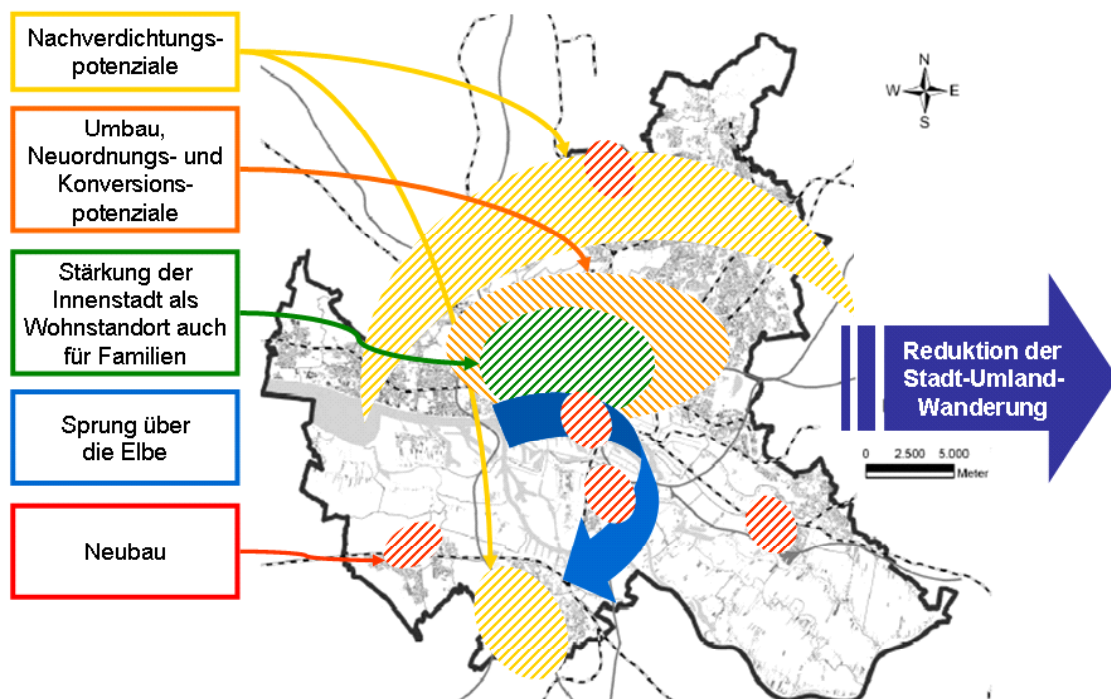 Nachverdichtungs-
potenziale
Umbau,
Neuordnungs- und
Konversions-
potenziale
Stärkung der
Innenstadt als
Wohnstandort auch
für Familien
Sprung über
die Elbe
Neubau
N
W E
S
Reduktion der
Stadt-Umland-
Wanderung
0 2.500 5.000
Meter